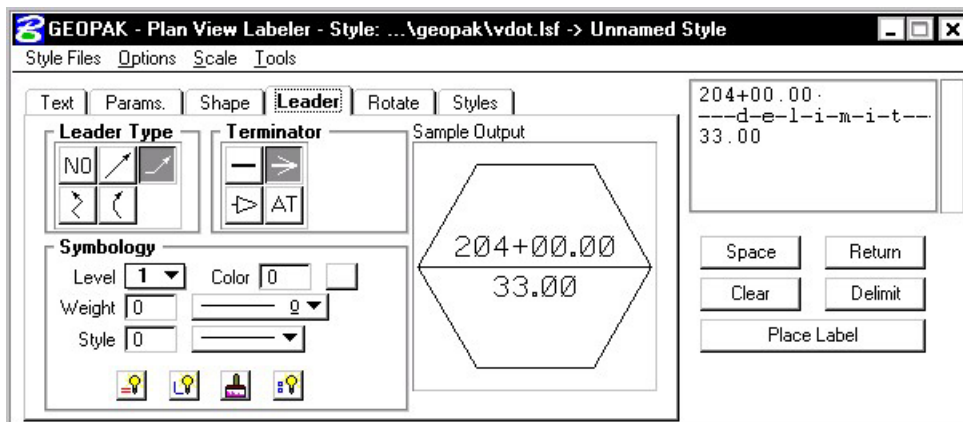 GEOPAK - Plan View Labeler - Style: ...\geopak\vdot.lsf -> Unnamed Style
Style Files Options Scale Tools
Text Params. Shape Leader Rotate Styles
Leader Type
NO
Terminator
AT
Symbology
Level 1 Color 0
Weight 0 0
Style 0
Sample Output
204+00.00
33.00
204+00.00
---d-e-l-i-m-i-t--
33.00
Space Return
Clear Delimit
Place Label